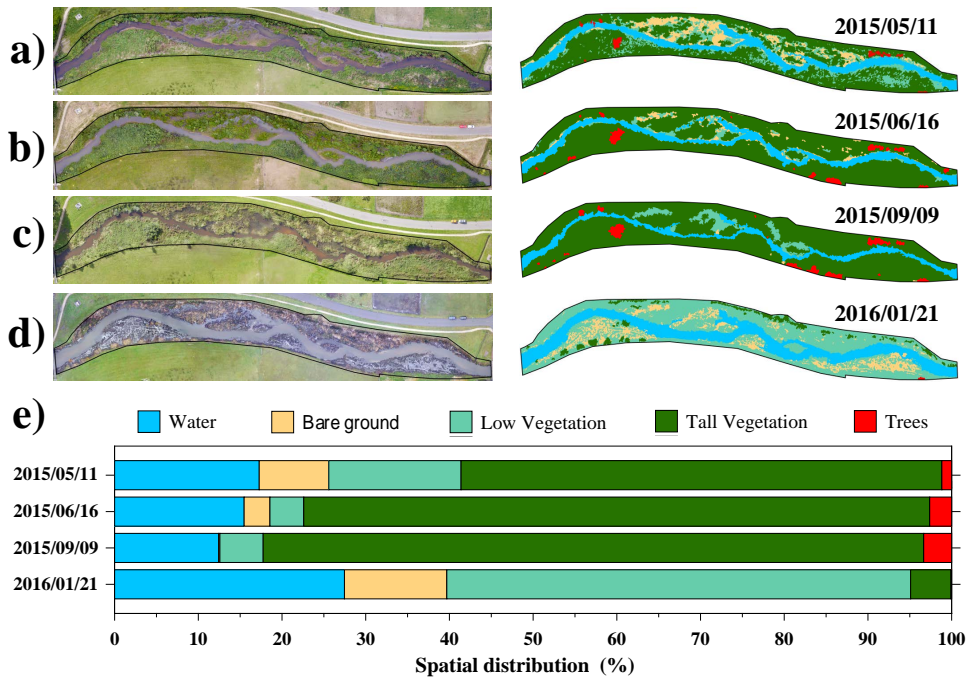 a)
2015/05/11
b)
2015/06/16
c)
2015/09/09
d)
2016/01/21
e)
Water Bare ground Low Vegetation Tall Vegetation Trees
2015/05/11
2015/06/16
2015/09/09
2016/01/21
0 10 20 30 40 50 60 70 80 90 100
Spatial distribution (%)